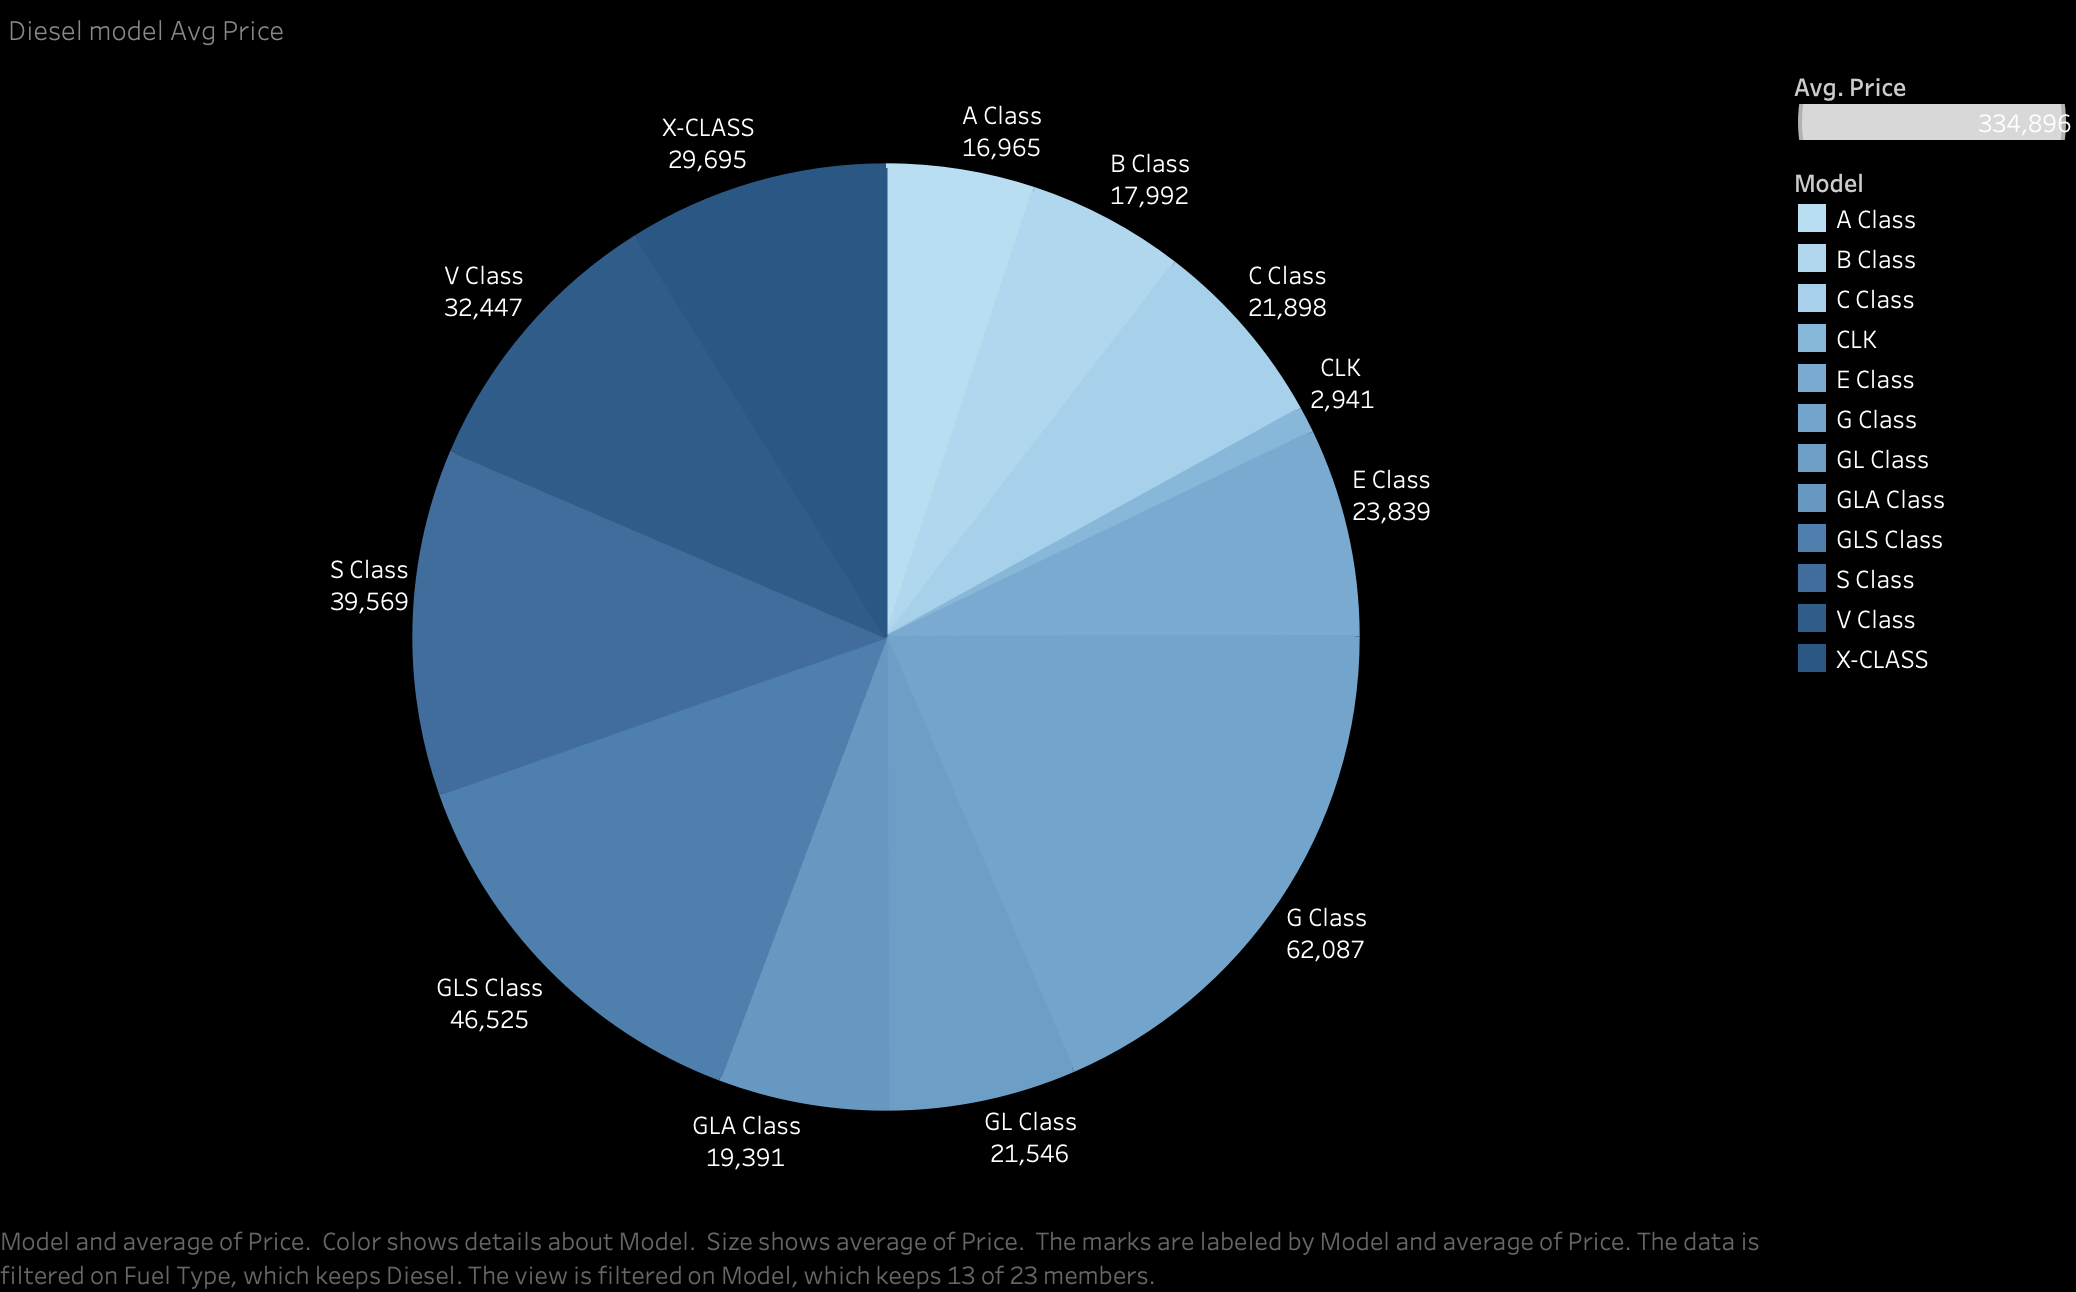 Diesel model Avg Price
X-CLASS
29,695
A Class
16,965
B Class
17,992
V Class
32,447
C Class
21,898
CLK
2,941
E Class
23,839
S Class
39,569
G Class
62,087
GLS Class
46,525
GLA Class
19,391
GL Class
21,546
Avg. Price
334,896
Model
A Class
B Class
C Class
CLK
E Class
G Class
GL Class
GLA Class
GLS Class
S Class
V Class
X-CLASS
Model and average of Price.  Color shows details about Model.  Size shows average of Price.  The marks are labeled by Model and average of Price. The data is
filtered on Fuel Type, which keeps Diesel. The view is filtered on Model, which keeps 13 of 23 members.